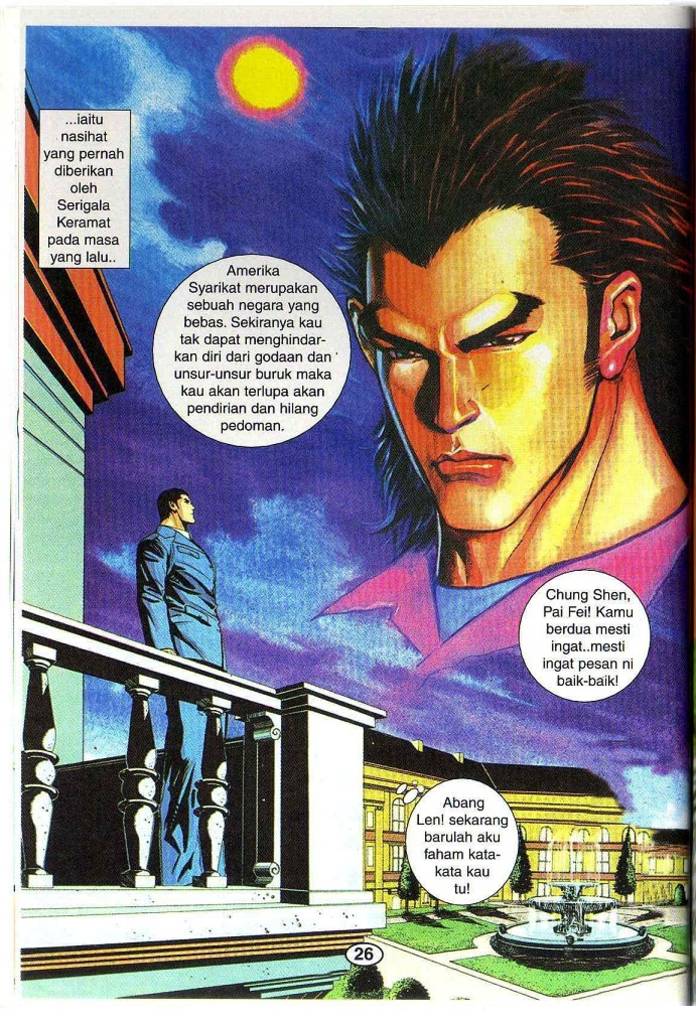 ...iaitu
nasihat
yang pernah
diberikan
oleh
Serigala
Keramat
pada masa
yang lalu..
Amerika
Syarikat merupakan
sebuah negara yang
bebas. Sekiranya kau
tak dapat menghindar-
kan diri dari godaan dan
unsur-unsur buruk maka
kau akan terlupa akan
pendirian dan hilang
pedoman.
Chung Shen,
Pai Fei! Kamu
berdua mesti
ingat..mesti
ingat pesan ni
baik-baik!
Abang
Len! sekarang
barulah aku
faham kata-
kata kau
tu!
26